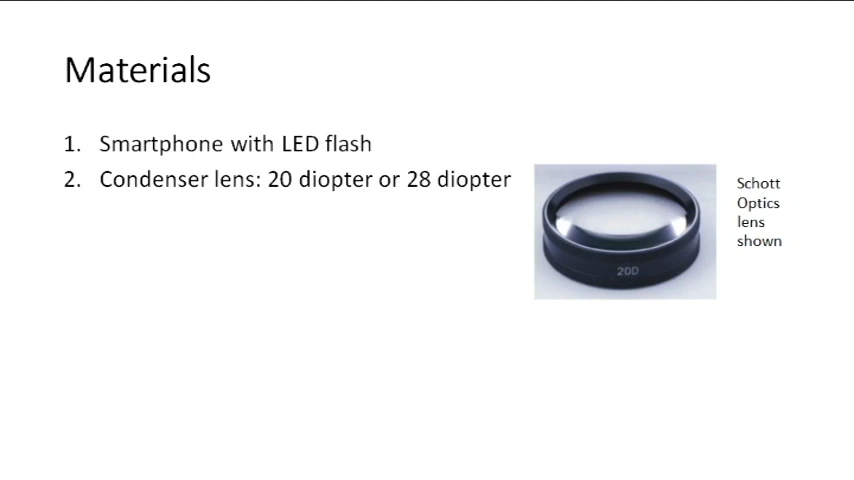 Materials
1. Smartphone with LED flash
2. Condenser lens: 20 diopter or 28 diopter
20D
Schott
Optics
lens
shown